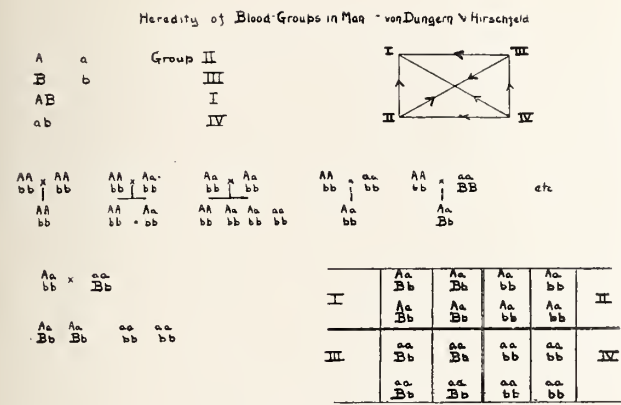 Heredity of Blood-Groups in Man - von Dungern & Hirschfeld
A a Group II
B b III
AB I
ab IV
I III
II IV
AA x AA AA x Aa Aa x Aa AA x aa AA x aa etc
bb bb bb bb bb bb bb bb bb BB
AA AA Aa AA Aa Aa aa Aa Aa
bb bb bb bb bb bb bb bb Bb
Aa x aa
bb Bb
Aa Aa aa aa
Bb Bb bb bb
I Aa Aa Aa Aa II
Bb Bb bb bb
Aa Aa Aa Aa
Bb Bb bb bb
III aa aa aa aa IV
Bb Bb bb bb
aa aa aa aa
Bb Bb bb bb